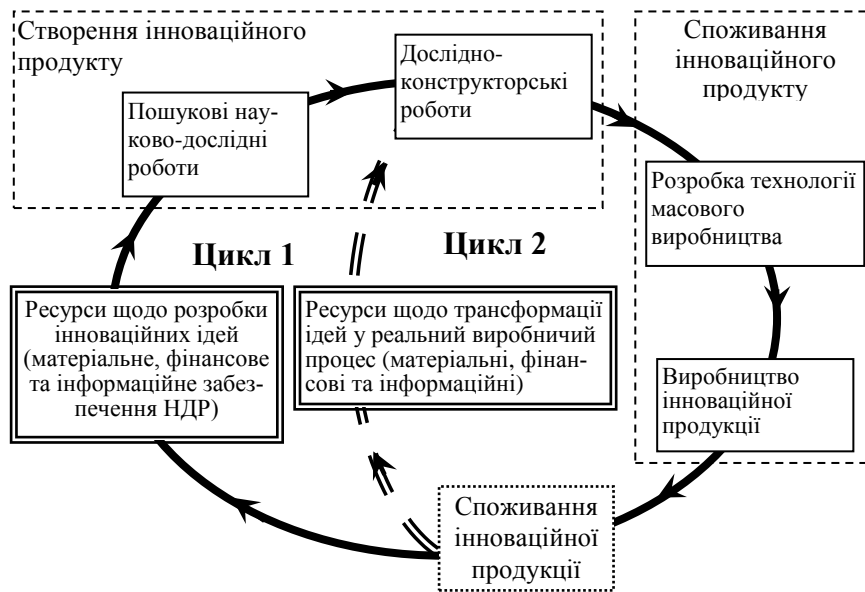 Створення інноваційного
продукту
Пошукові нау-
ково-дослідні
роботи
Дослідно-
конструкторські
роботи
Споживання
інноваційного
продукту
Розробка технології
масового
виробництва
Цикл 1
Цикл 2
Ресурси щодо розробки
інноваційних ідей
(матеріальне, фінансове
та інформаційне забез-
печення НДР)
Ресурси щодо трансформації
ідей у реальний виробничий
процес (матеріальні, фінан-
сові та інформаційні)
Виробництво
інноваційної
продукції
Споживання
інноваційної
продукції